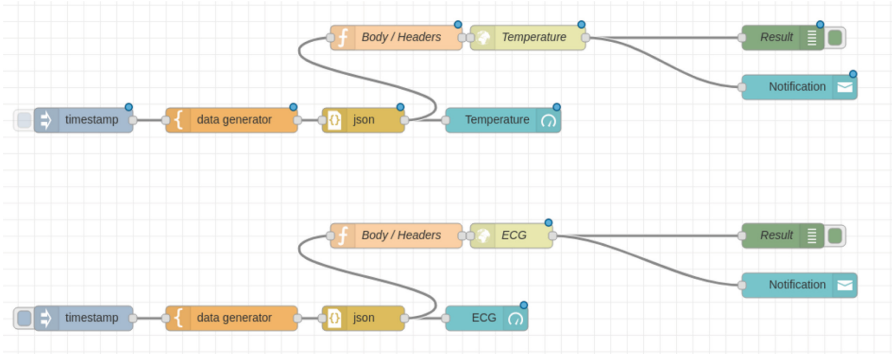 Body / Headers
Temperature
Result
Notification
timestamp
data generator
json
Temperature
Body / Headers
ECG
Result
Notification
timestamp
data generator
json
ECG